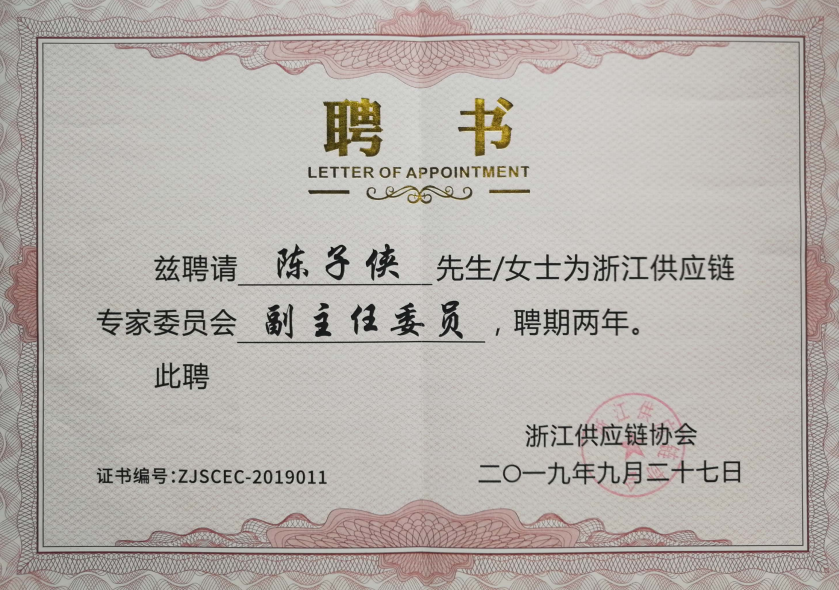 聘 书
LETTER OF APPOINTMENT
兹聘请 陈子侠 先生/女士为浙江供应链
专家委员会 副主任委员 ，聘期两年。
此聘
浙江供应链协会
证书编号:ZJSCEC-2019011
二〇一九年九月二十七日